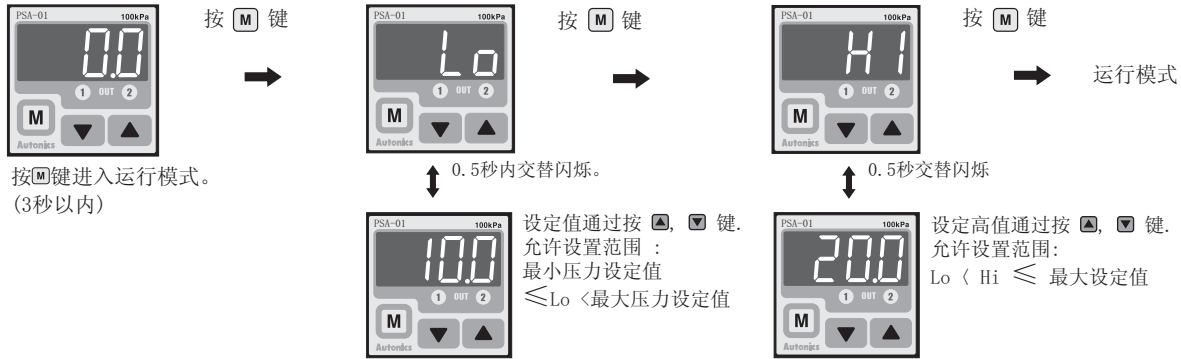 PSA-01 100kPa
0.0
1 OUT 2
M
Autonics
按M键进入运行模式。
(3秒以内)
按 M 键
PSA-01 100kPa
Lo
1 OUT 2
M
Autonics
0.5秒内交替闪烁。
PSA-01 100kPa
10.0
1 OUT 2
M
Autonics
设定值通过按 ▲, ▼ 键.
允许设置范围 :
最小压力设定值
≤Lo <最大压力设定值
按 M 键
PSA-01 100kPa
HI
1 OUT 2
M
Autonics
0.5秒交替闪烁
PSA-01 100kPa
20.0
1 OUT 2
M
Autonics
设定高值通过按 ▲, ▼ 键.
允许设置范围:
Lo < Hi ≤ 最大设定值
按 M 键
运行模式